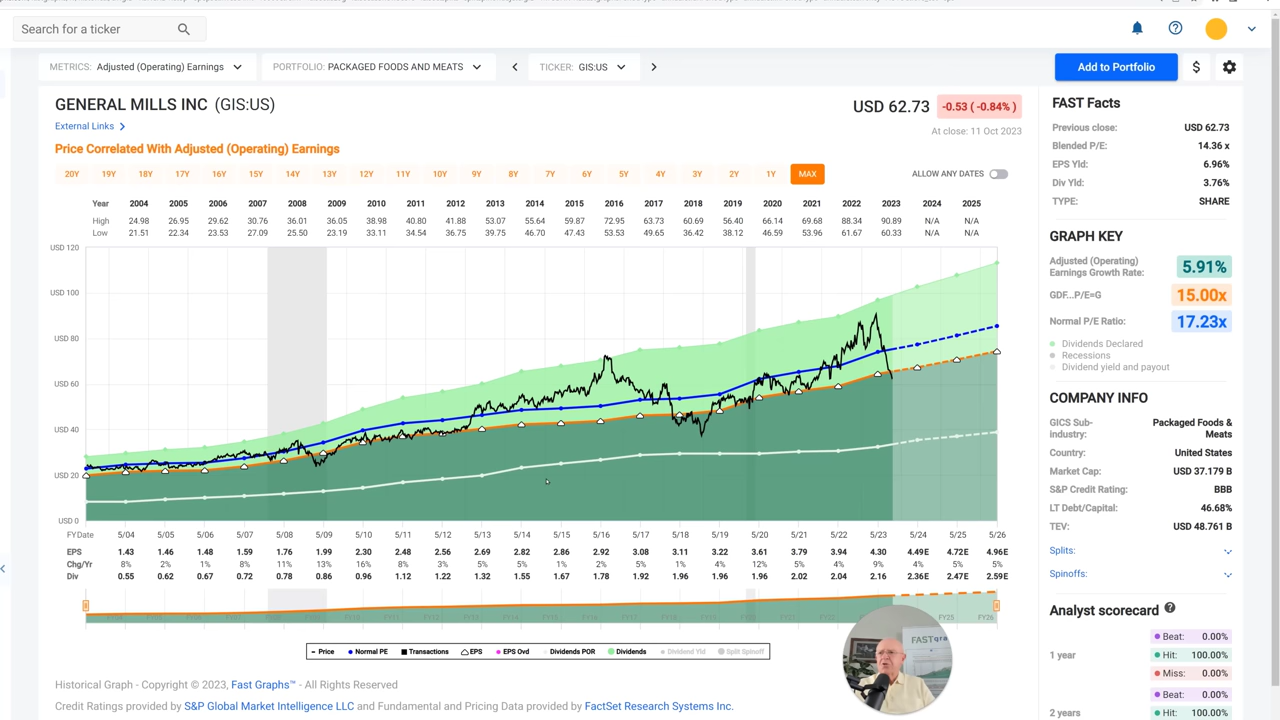 Search for a ticker
METRICS: Adjusted (Operating) Earnings PORTFOLIO: PACKAGED FOODS AND MEATS TICKER: GIS:US Add to Portfolio $
GENERAL MILLS INC (GIS:US) USD 62.73 -0.53 ( -0.84% )
External Links At close: 11 Oct 2023
Price Correlated With Adjusted (Operating) Earnings
20Y 19Y 18Y 17Y 16Y 15Y 14Y 13Y 12Y 11Y 10Y 9Y 8Y 7Y 6Y 5Y 4Y 3Y 2Y 1Y MAX ALLOW ANY DATES
Year 2004 2005 2006 2007 2008 2009 2010 2011 2012 2013 2014 2015 2016 2017 2018 2019 2020 2021 2022 2023 2024 2025
High 24.98 26.95 29.62 30.76 36.01 36.05 38.98 40.80 41.88 53.07 55.64 59.87 72.95 63.73 60.69 56.40 66.14 69.68 88.34 90.89 N/A N/A
Low 21.51 22.34 23.53 27.09 25.50 23.19 33.11 34.54 36.75 39.75 46.70 47.43 53.53 49.65 36.42 38.12 46.59 53.96 61.67 60.33 N/A N/A
USD 120
USD 100
USD 80
USD 60
USD 40
USD 20
USD 0
FY Date 5/04 5/05 5/06 5/07 5/08 5/09 5/10 5/11 5/12 5/13 5/14 5/15 5/16 5/17 5/18 5/19 5/20 5/21 5/22 5/23 5/24 5/25 5/26
EPS 1.43 1.46 1.48 1.59 1.76 1.99 2.30 2.48 2.56 2.69 2.82 2.86 2.92 3.08 3.11 3.22 3.61 3.79 3.94 4.30 4.49E 4.72E 4.96E
Chg/Yr 8% 2% 1% 8% 11% 13% 16% 8% 3% 5% 5% 1% 2% 5% 1% 4% 12% 5% 4% 9% 4% 5% 5%
Div 0.55 0.62 0.67 0.72 0.78 0.86 0.96 1.12 1.22 1.32 1.55 1.67 1.78 1.92 1.96 1.96 1.96 2.02 2.04 2.16 2.36E 2.47E 2.59E
FY25 FY26
Price Normal PE Transactions EPS EPS Ovd Dividends POR Dividends Dividend Yld Split Spinoff
FASTgra
Historical Graph - Copyright © 2023, Fast Graphs™ - All Rights Reserved
Credit Ratings provided by S&P Global Market Intelligence LLC and Fundamental and Pricing Data provided by FactSet Research Systems Inc.
FAST Facts
Previous close: USD 62.73
Blended P/E: 14.36 x
EPS Yld: 6.96%
Div Yld: 3.76%
TYPE: SHARE
GRAPH KEY
Adjusted (Operating)
Earnings Growth Rate: 5.91%
GDF...P/E=G 15.00x
Normal P/E Ratio: 17.23x
Dividends Declared
Recessions
Dividend yield and payout
COMPANY INFO
GICS Sub-industry: Packaged Foods & Meats
Country: United States
Market Cap: USD 37.179 B
S&P Credit Rating: BBB
LT Debt/Capital: 46.68%
TEV: USD 48.761 B
Splits:
Spinoffs:
Analyst scorecard
Beat: 0.00%
1 year Hit: 100.00%
Miss: 0.00%
Beat: 0.00%
2 years Hit: 100.00%